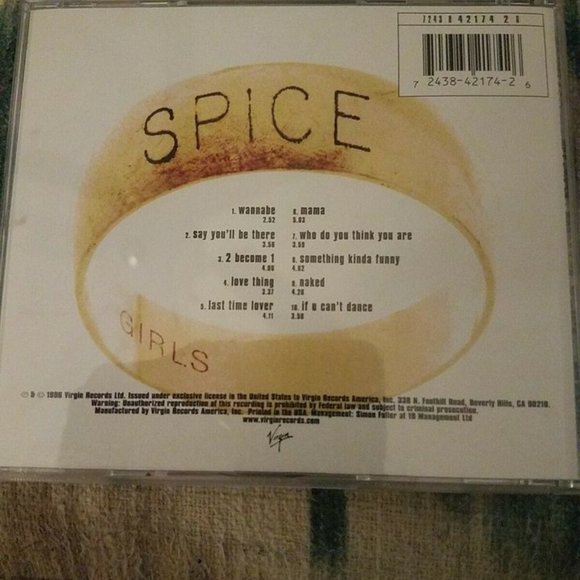 7243 8 42174 2 6
7 2438-42174-2 6
SPICE
1. wannabe
2.52
2. say you'll be there
3.56
3. 2 become 1
4.00
4. love thing
3.37
5. last time lover
4.11
6. mama
5.03
7. who do you think you are
3.59
8. something kinda funny
4.02
9. naked
4.26
10. if u can't dance
3.50
GIRLS
℗ & © 1996 Virgin Records Ltd. Issued under exclusive license in the United States to Virgin Records America, Inc. 338 N. Foothill Road, Beverly Hills, CA 90210.
Warning: Unauthorized reproduction of this recording is prohibited by Federal law and subject to criminal prosecution.
Manufactured by Virgin Records America, Inc. Printed in the USA. Management: Simon Fuller at 19 Management Ltd
www.virginrecords.com
Virgin